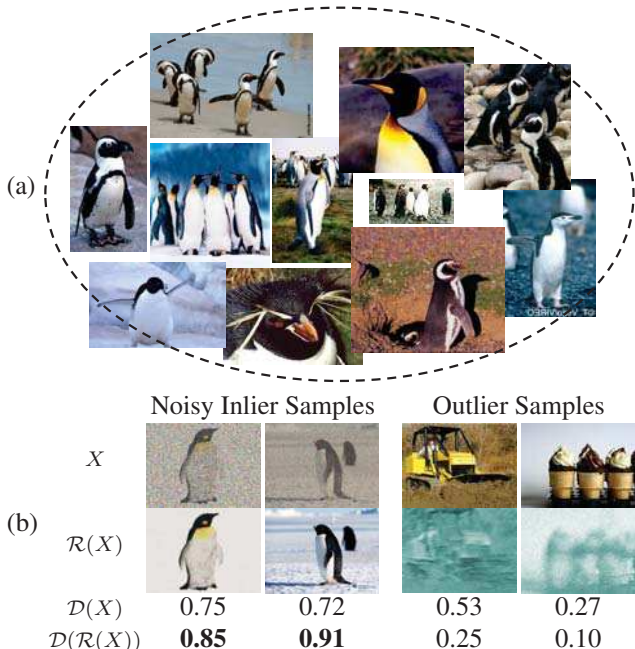 (a)
Noisy Inlier Samples Outlier Samples
X
(b)
R(X)
D(X) 0.75 0.72 0.53 0.27
D(R(X)) 0.85 0.91 0.25 0.10